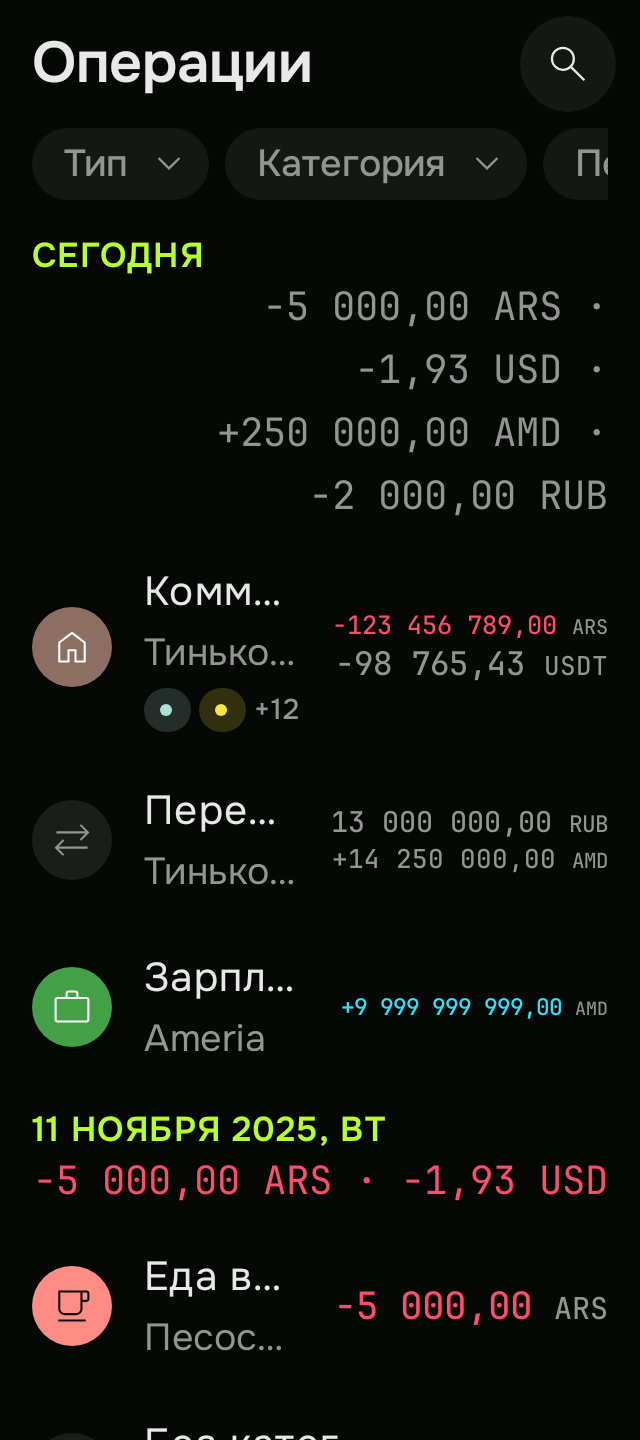 Операции
Тип
Категория
СЕГОДНЯ
-5 000,00 ARS ·
-1,93 USD ·
+250 000,00 AMD ·
-2 000,00 RUB
Комм…
-123 456 789,00 ARS
Тинько…
-98 765,43 USDT
+12
Пере…
13 000 000,00 RUB
Тинько…
+14 250 000,00 AMD
Зарпл…
+9 999 999 999,00 AMD
Ameria
11 НОЯБРЯ 2025, ВТ
-5 000,00 ARS · -1,93 USD
Еда в…
-5 000,00 ARS
Песос…